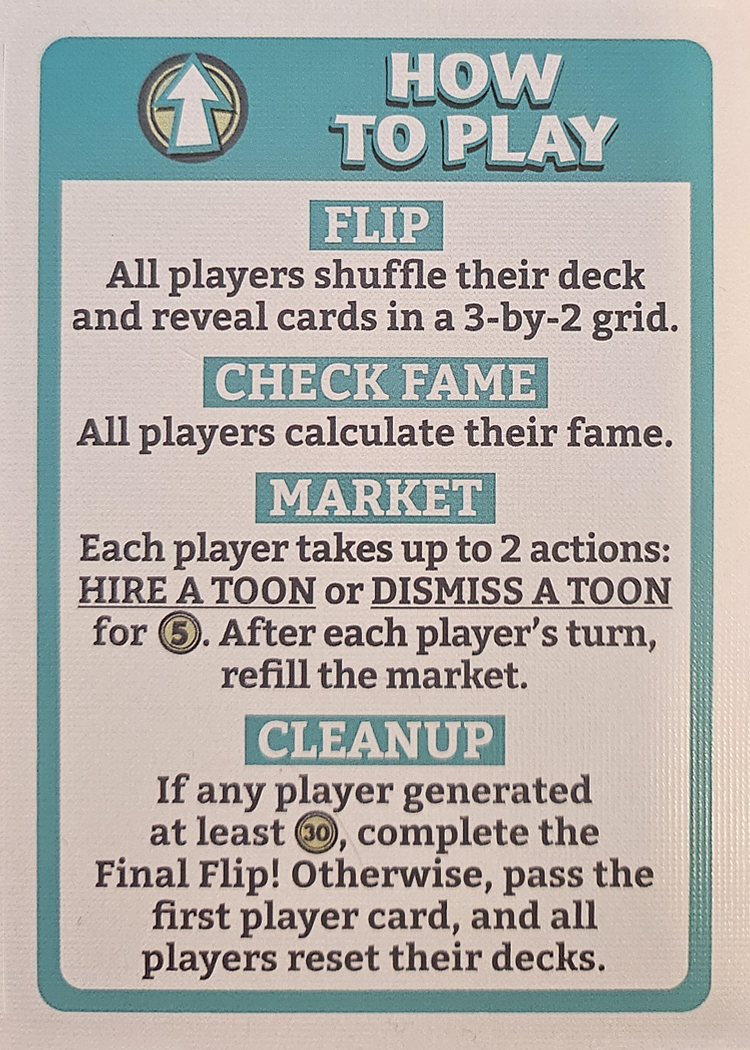 HOW
TO PLAY
FLIP
All players shuffle their deck
and reveal cards in a 3-by-2 grid.
CHECK FAME
All players calculate their fame.
MARKET
Each player takes up to 2 actions:
HIRE A TOON or DISMISS A TOON
for 5. After each player's turn,
refill the market.
CLEANUP
If any player generated
at least 30, complete the
Final Flip! Otherwise, pass the
first player card, and all
players reset their decks.